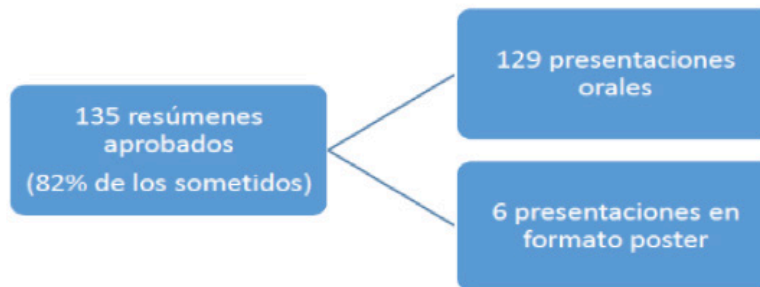 135 resúmenes
aprobados
(82% de los sometidos)
129 presentaciones
orales
6 presentaciones en
formato poster